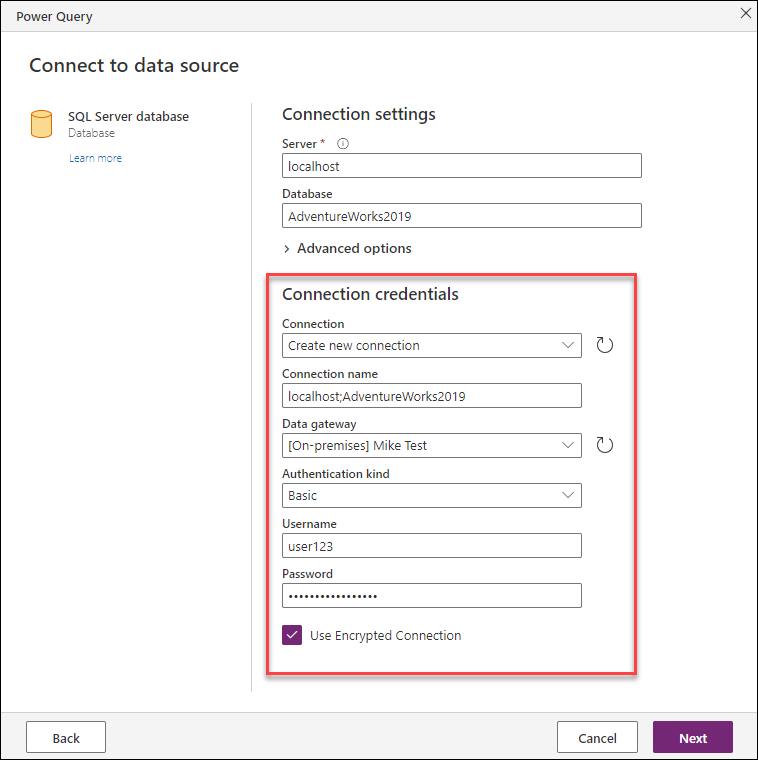 Power Query
Connect to data source
SQL Server database
Database
Learn more
Connection settings
Server *
localhost
Database
AdventureWorks2019
Advanced options
Connection credentials
Connection
Create new connection
Connection name
localhost;AdventureWorks2019
Data gateway
[On-premises] Mike Test
Authentication kind
Basic
Username
user123
Password
•••••••••••••••••
Use Encrypted Connection
Back
Cancel
Next